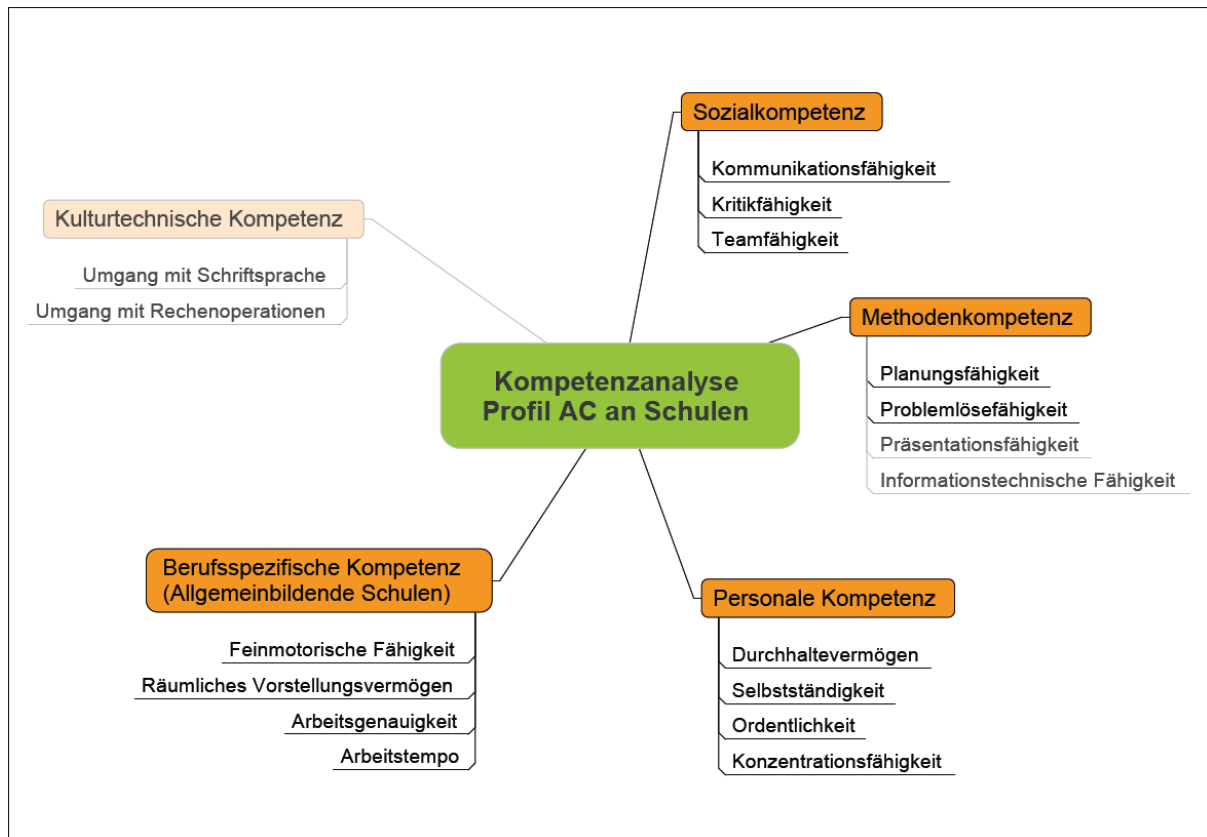 Sozialkompetenz
Kommunikationsfähigkeit
Kritikfähigkeit
Teamfähigkeit
Kulturtechnische Kompetenz
Umgang mit Schriftsprache
Umgang mit Rechenoperationen
Methodenkompetenz
Planungsfähigkeit
Problemlösefähigkeit
Präsentationsfähigkeit
Informationstechnische Fähigkeit
Kompetenzanalyse
Profil AC an Schulen
Berufsspezifische Kompetenz
(Allgemeinbildende Schulen)
Feinmotorische Fähigkeit
Räumliches Vorstellungsvermögen
Arbeitsgenauigkeit
Arbeitstempo
Personale Kompetenz
Durchhaltevermögen
Selbstständigkeit
Ordentlichkeit
Konzentrationsfähigkeit